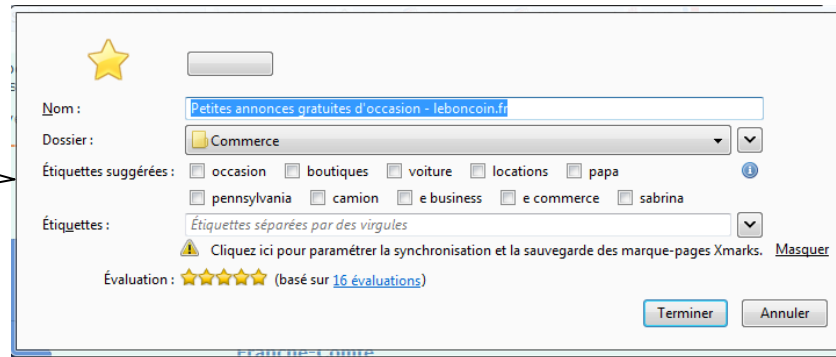 Nom :
Petites annonces gratuites d'occasion - leboncoin.fr
Dossier :
Commerce
Étiquettes suggérées :
occasion boutiques voiture locations papa
pennsylvania camion e business e commerce sabrina
Étiquettes :
Étiquettes séparées par des virgules
Cliquez ici pour paramétrer la synchronisation et la sauvegarde des marque-pages Xmarks. Masquer
Évaluation : (basé sur 16 évaluations)
Terminer Annuler
Franche-Comté